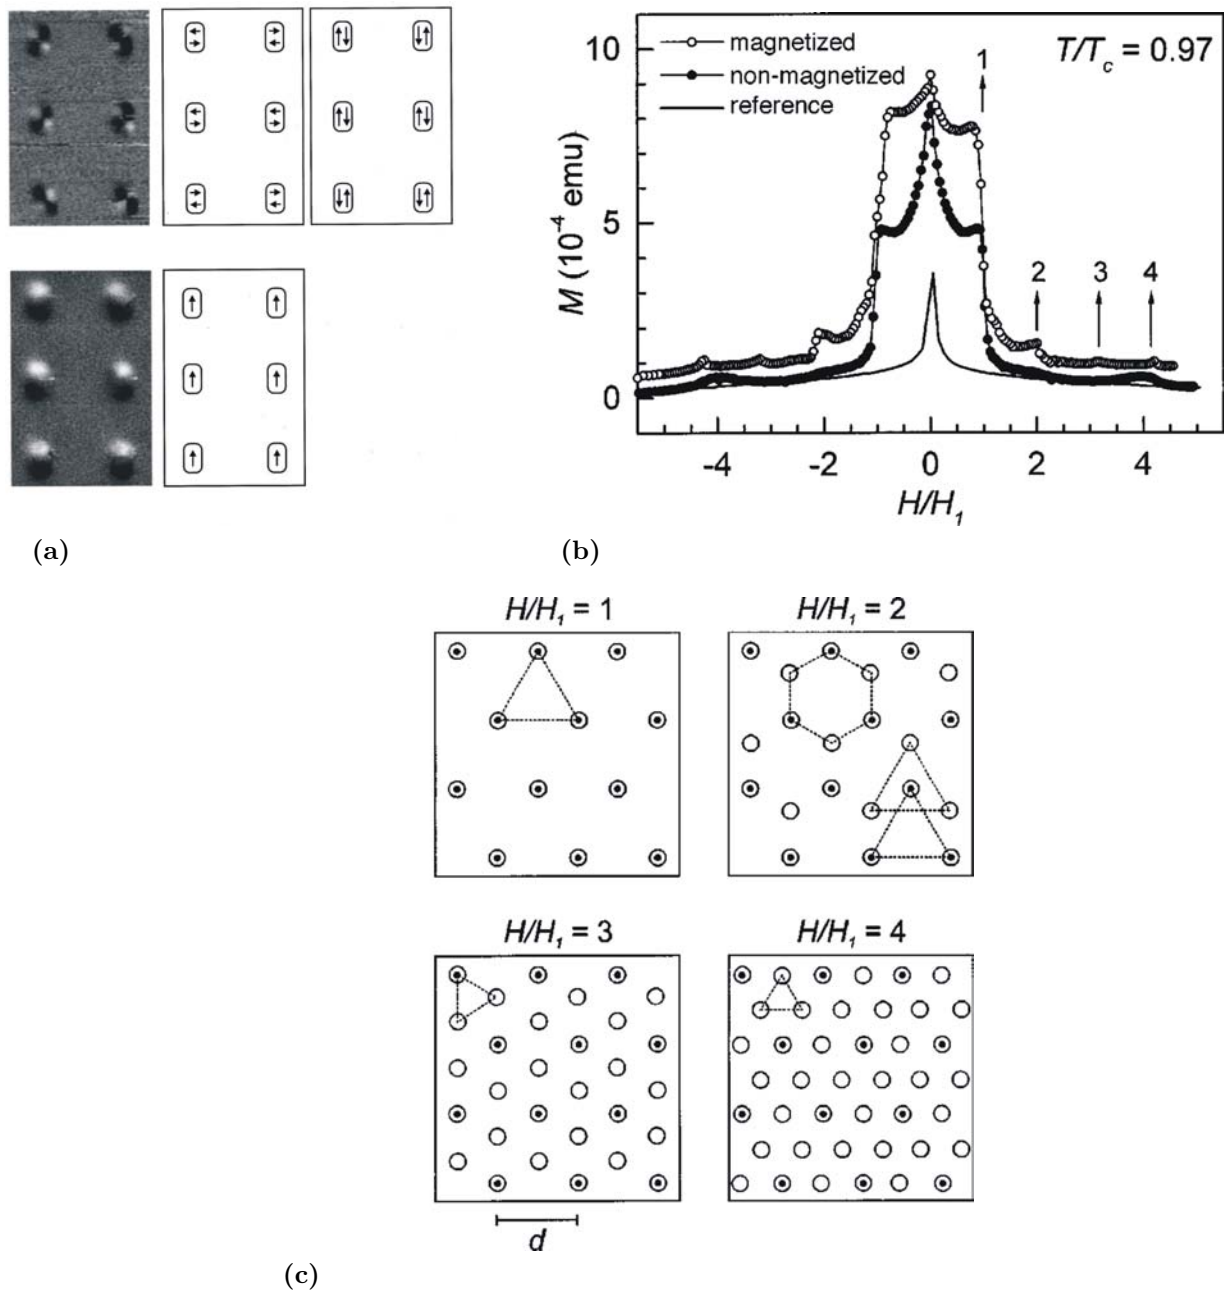 magnetized
non-magnetized
reference
T/Tc = 0.97
1
2
3
4
10
5
0
M (10-4 emu)
-4 -2 0 2 4
H/H1
(a)
(b)
H/H1 = 1
H/H1 = 2
H/H1 = 3
H/H1 = 4
d
(c)